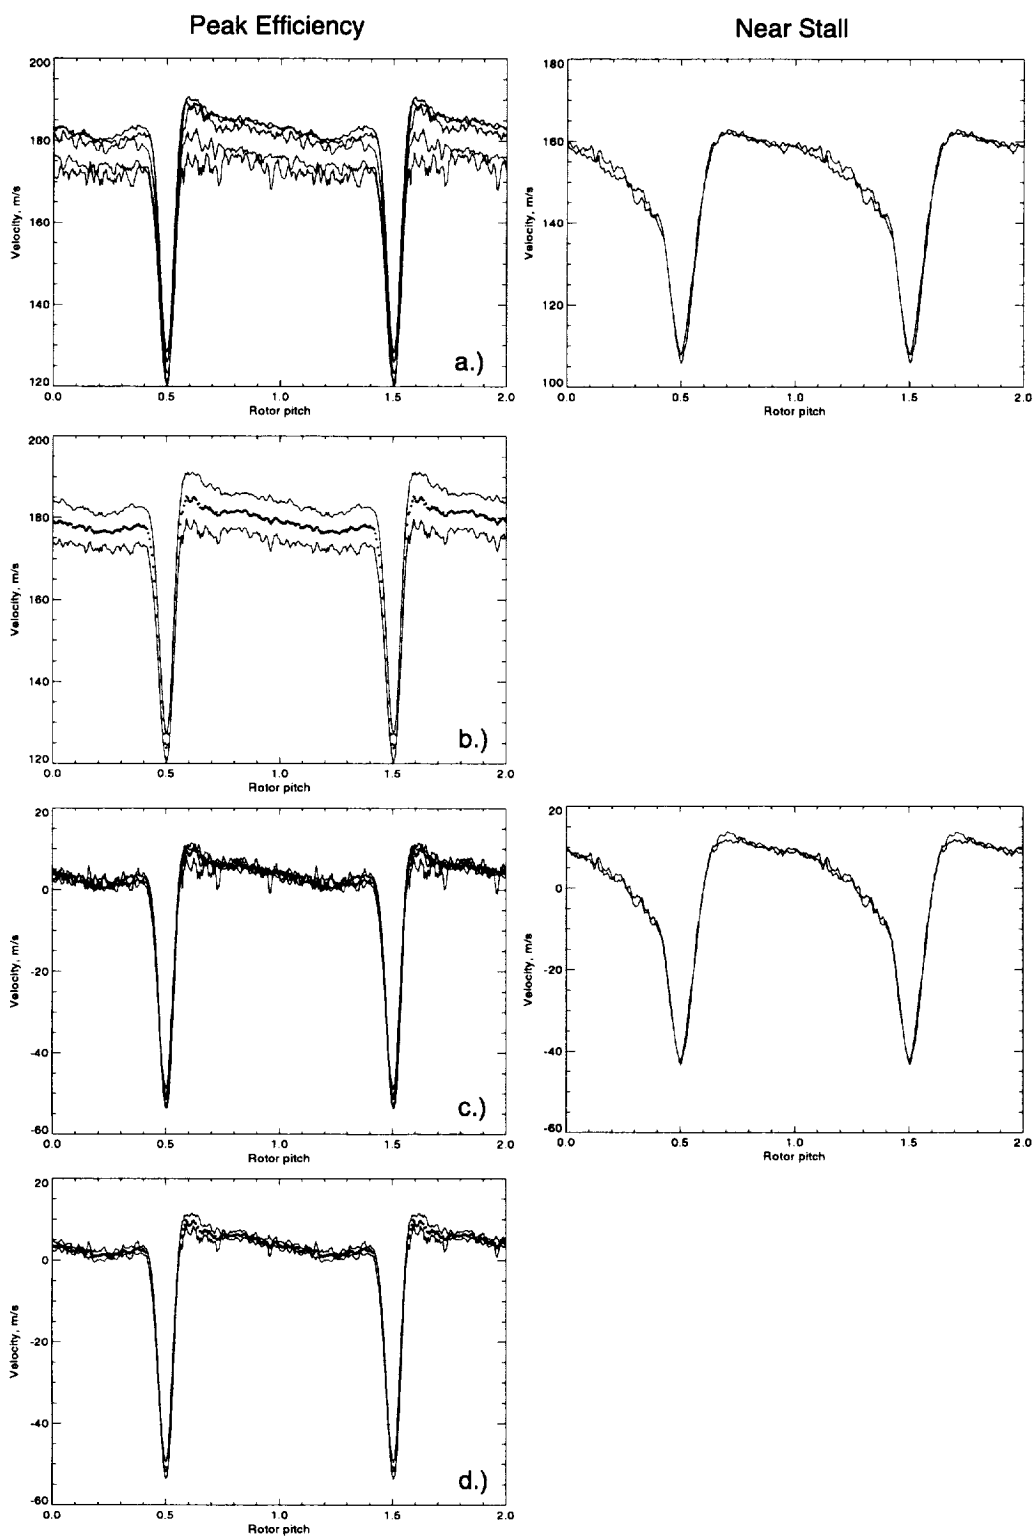 Peak Efficiency
Near Stall
200
180
160
140
120
Velocity, m/s
0.0 0.5 1.0 1.5 2.0
Rotor pitch
a.)
180
160
140
120
100
Velocity, m/s
0.0 0.5 1.0 1.5 2.0
Rotor pitch
200
180
160
140
120
Velocity, m/s
0.0 0.5 1.0 1.5 2.0
Rotor pitch
b.)
20
0
-20
-40
-60
Velocity, m/s
0.0 0.5 1.0 1.5 2.0
Rotor pitch
c.)
20
0
-20
-40
-60
Velocity, m/s
0.0 0.5 1.0 1.5 2.0
Rotor pitch
20
0
-20
-40
-60
Velocity, m/s
0.0 0.5 1.0 1.5 2.0
Rotor pitch
d.)